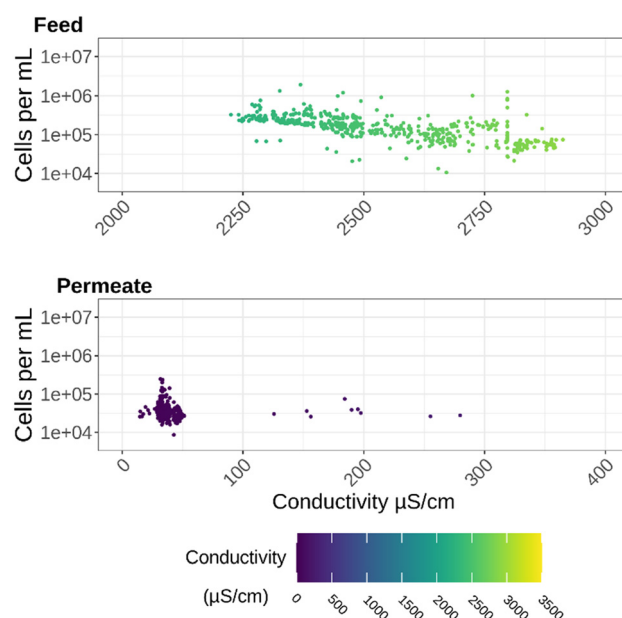 Feed
Cells per mL
1e+07
1e+06
1e+05
1e+04
2000 2250 2500 2750 3000
Permeate
Cells per mL
1e+07
1e+06
1e+05
1e+04
0 100 200 300 400
Conductivity µS/cm
Conductivity
(µS/cm)
0 500 1000 1500 2000 2500 3000 3500